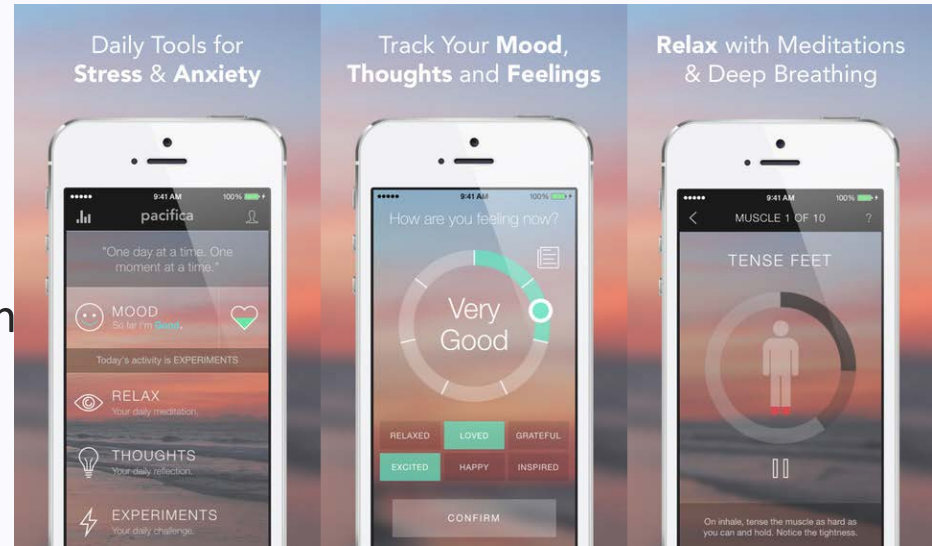 Daily Tools for
Stress & Anxiety
9:41 AM 100%
pacifica
"One day at a time. One
moment at a time."
MOOD
So far I'm Good.
Today's activity is EXPERIMENTS
RELAX
Your daily meditation.
THOUGHTS
Your daily reflection.
EXPERIMENTS
Your daily challenge.
Track Your Mood,
Thoughts and Feelings
9:41 AM 100%
How are you feeling now?
Very
Good
RELAXED LOVED GRATEFUL
EXCITED HAPPY INSPIRED
CONFIRM
Relax with Meditations
& Deep Breathing
9:41 AM 100%
MUSCLE 1 OF 10 ?
TENSE FEET
On inhale, tense the muscle as hard as
you can and hold. Notice the tightness.